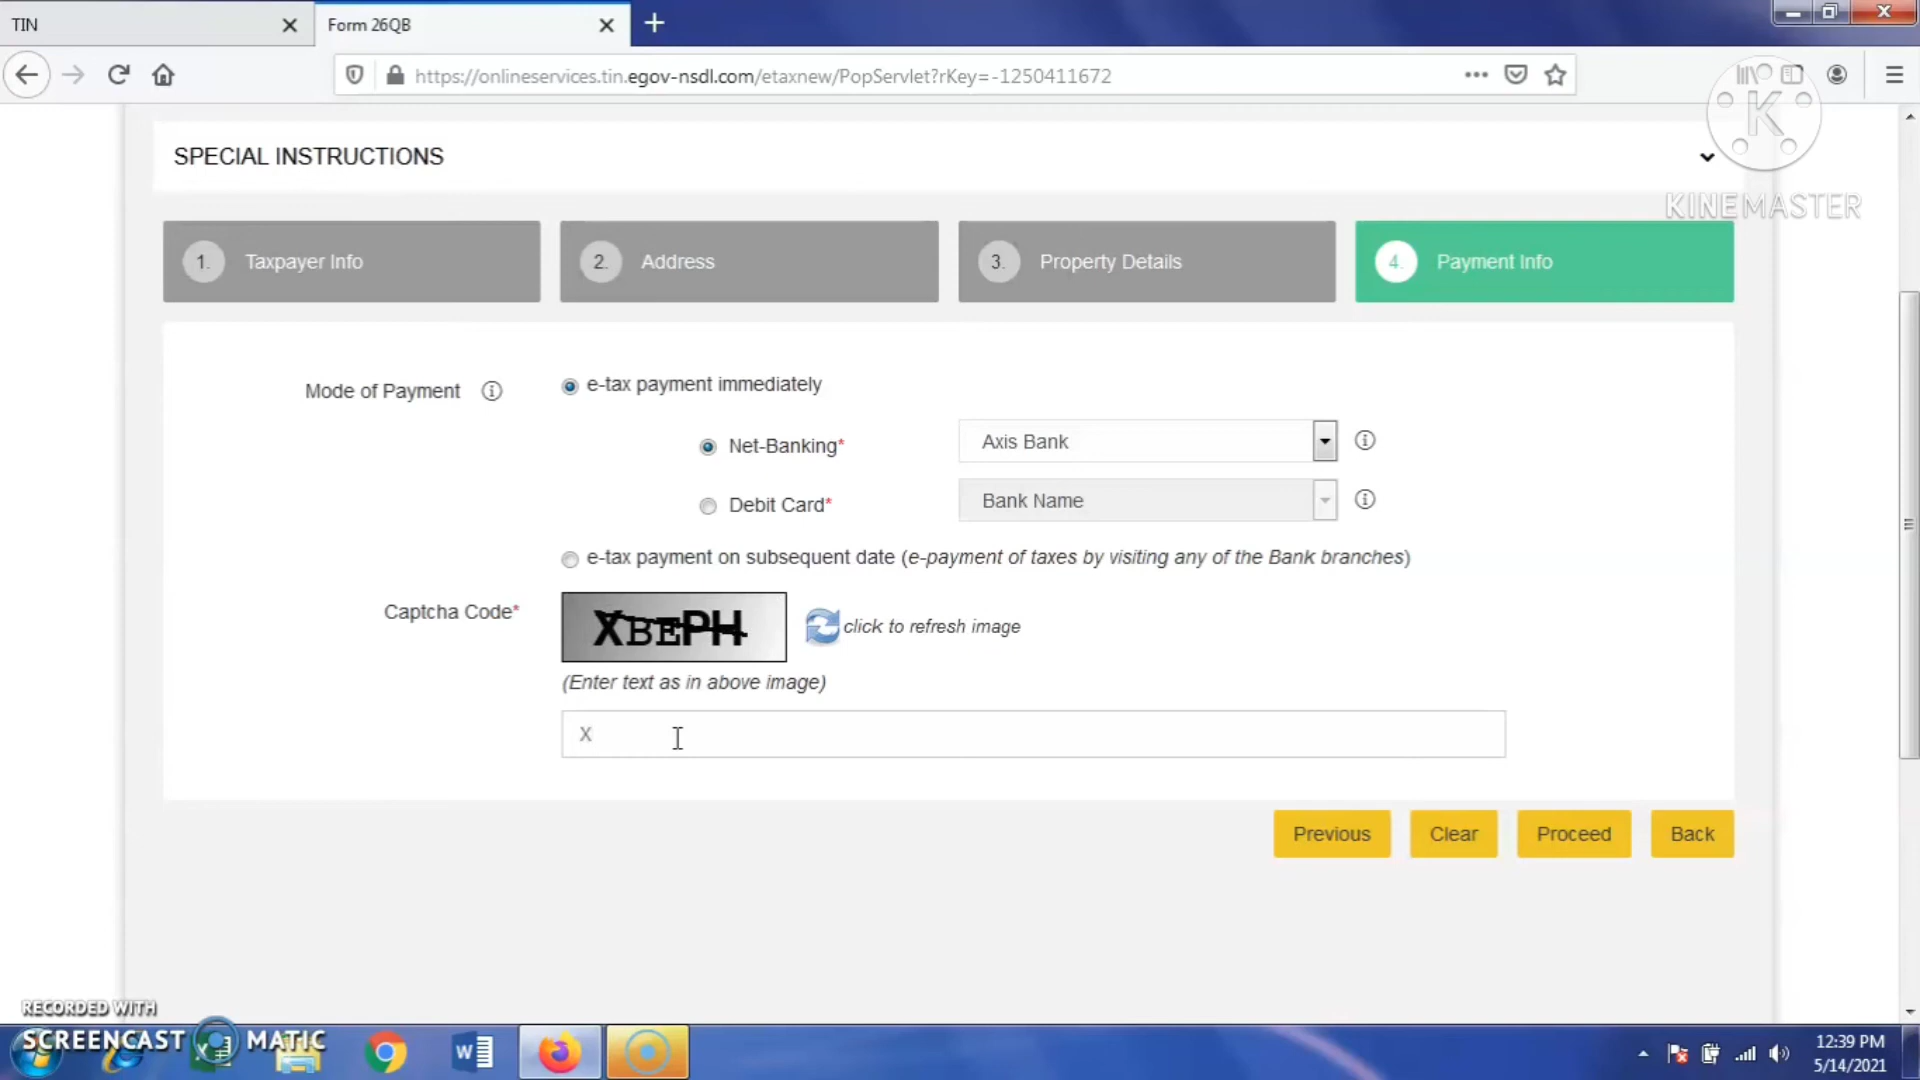 TIN
Form 26QB
https://onlineservices.tin.egov-nsdl.com/etaxnew/PopServlet?rKey=-1250411672
K
KINEMASTER
SPECIAL INSTRUCTIONS
1. Taxpayer Info
2. Address
3. Property Details
4. Payment Info
Mode of Payment
e-tax payment immediately
Net-Banking*
Axis Bank
Debit Card*
Bank Name
e-tax payment on subsequent date (e-payment of taxes by visiting any of the Bank branches)
Captcha Code*
XBEPH
click to refresh image
(Enter text as in above image)
X
Previous
Clear
Proceed
Back
RECORDED WITH
SCREENCAST MATIC
12:39 PM
5/14/2021